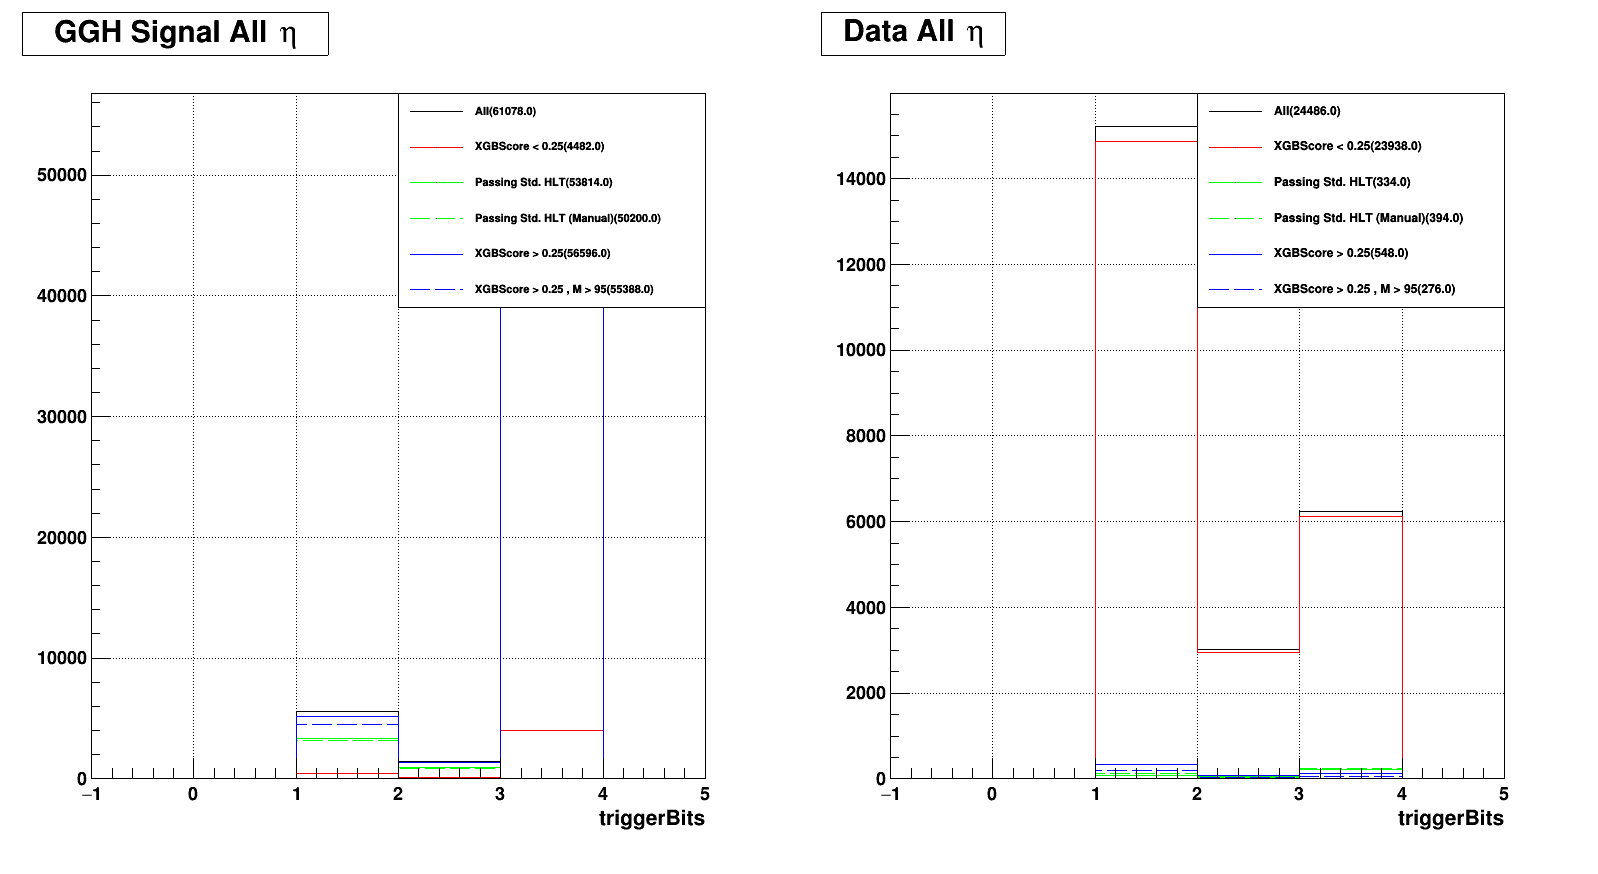 GGH Signal All η
All(61078.0)
XGBScore < 0.25(4482.0)
Passing Std. HLT(53814.0)
Passing Std. HLT (Manual)(50200.0)
XGBScore > 0.25(56596.0)
XGBScore > 0.25 , M > 95(55388.0)
50000
40000
30000
20000
10000
0
−1 0 1 2 3 4 5
triggerBits
Data All η
All(24486.0)
XGBScore < 0.25(23938.0)
Passing Std. HLT(334.0)
Passing Std. HLT (Manual)(394.0)
XGBScore > 0.25(548.0)
XGBScore > 0.25 , M > 95(276.0)
14000
12000
10000
8000
6000
4000
2000
0
−1 0 1 2 3 4 5
triggerBits